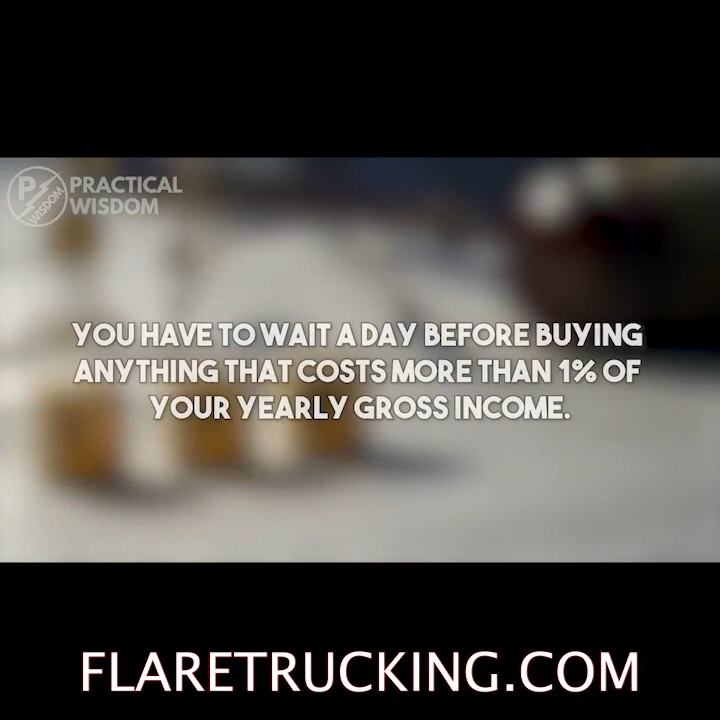 P
WISDOM
PRACTICAL
WISDOM
YOU HAVE TO WAIT A DAY BEFORE BUYING
ANYTHING THAT COSTS MORE THAN 1% OF
YOUR YEARLY GROSS INCOME.
FLARETRUCKING.COM